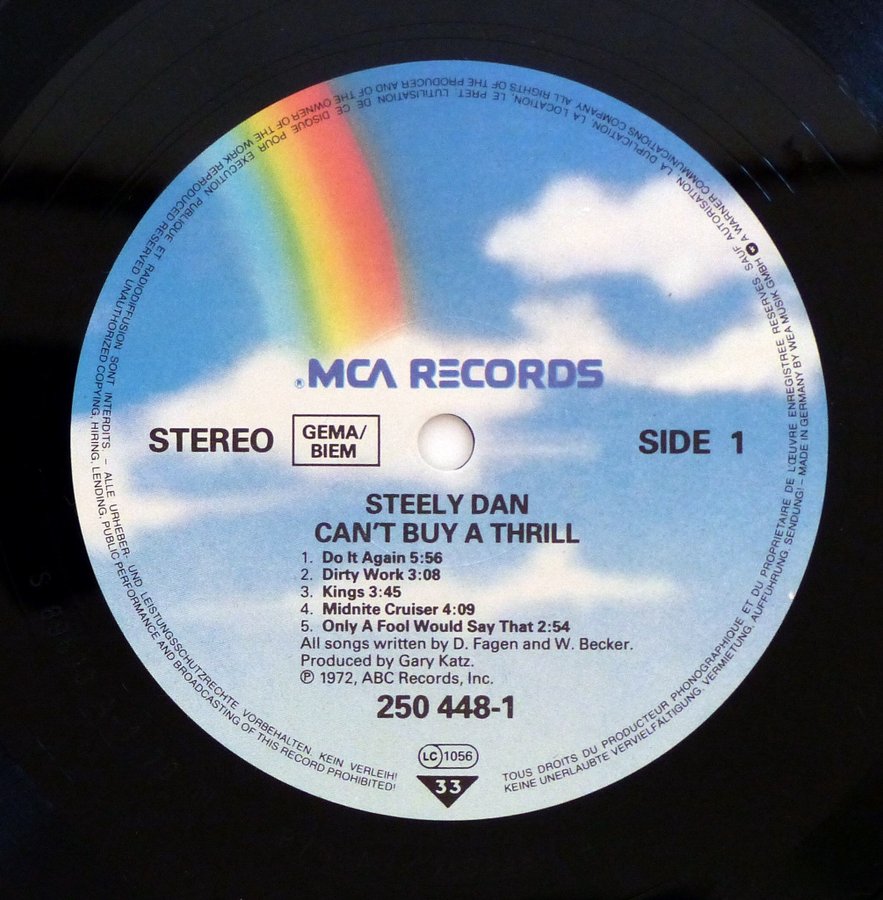 ®MCA RECORDS
STEREO
GEMA/
BIEM
SIDE 1
STEELY DAN
CAN'T BUY A THRILL
1. Do It Again 5:56
2. Dirty Work 3:08
3. Kings 3:45
4. Midnite Cruiser 4:09
5. Only A Fool Would Say That 2:54
All songs written by D. Fagen and W. Becker.
Produced by Gary Katz.
℗ 1972, ABC Records, Inc.
250 448-1
LC 1056
33
TOUS DROITS DU PRODUCTEUR PHONOGRAPHIQUE ET DU PROPRIETAIRE DE L'ŒUVRE ENREGISTREE RESERVES SAUF AUTORISATION LA DUPLICATION, LA LOCATION, LE PRET, L'UTILISATION DE CE DISQUE POUR EXECUTION PUBLIQUE ET RADIODIFFUSION SONT INTERDITS – ALLE URHEBER- UND LEISTUNGSSCHUTZRECHTE VORBEHALTEN KEIN VERLEIH!
KEINE UNERLAUBTE VERVIELFÄLTIGUNG, VERMIETUNG, AUFFÜHRUNG, SENDUNG! – MADE IN GERMANY BY WEA MUSIK GMBH A WARNER COMMUNICATIONS COMPANY ALL RIGHTS OF THE PRODUCER AND OF THE OWNER OF THE WORK REPRODUCED RESERVED UNAUTHORIZED COPYING, HIRING, LENDING, PUBLIC PERFORMANCE AND BROADCASTING OF THIS RECORD PROHIBITED!